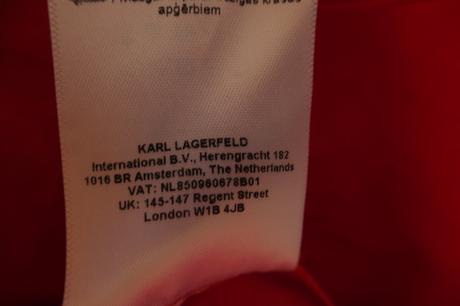 apģērbiem
KARL LAGERFELD
International B.V., Herengracht 182
1016 BR Amsterdam, The Netherlands
VAT: NL850960678B01
UK: 145-147 Regent Street
London W1B 4JB